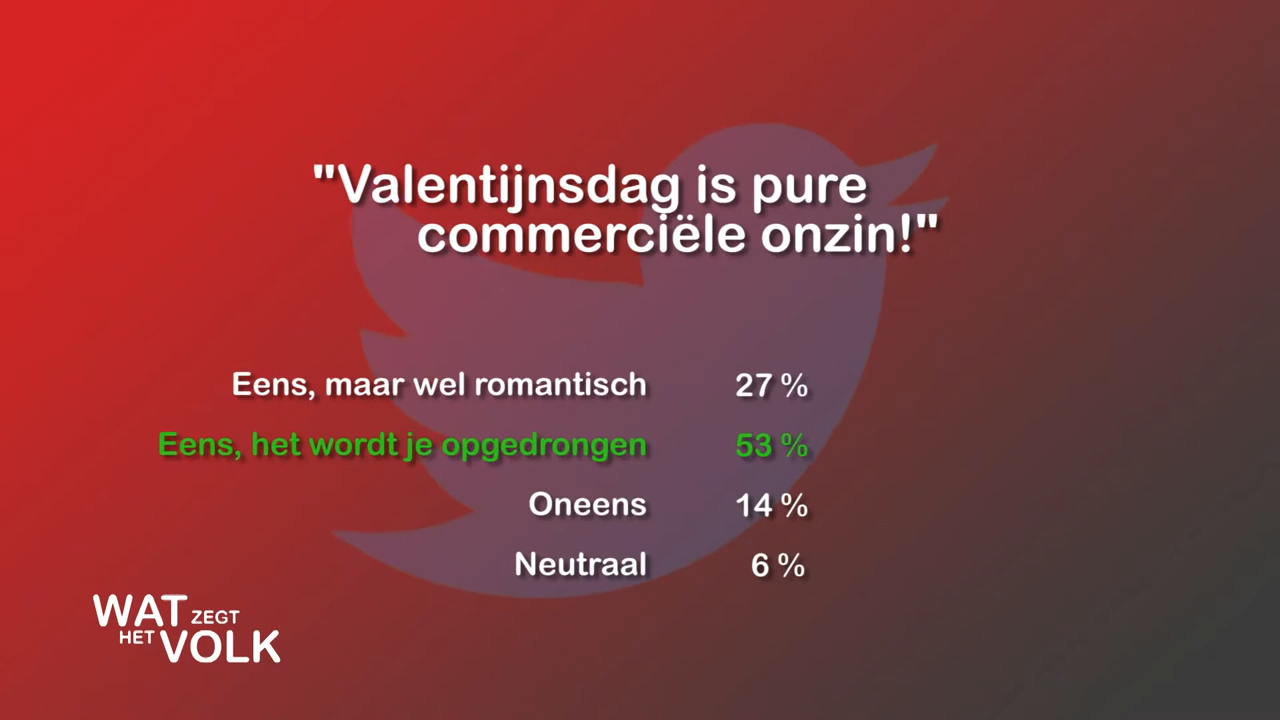 "Valentijnsdag is pure
commerciële onzin!"
Eens, maar wel romantisch 27 %
Eens, het wordt je opgedrongen 53 %
Oneens 14 %
Neutraal 6 %
WAT ZEGT
HET VOLK